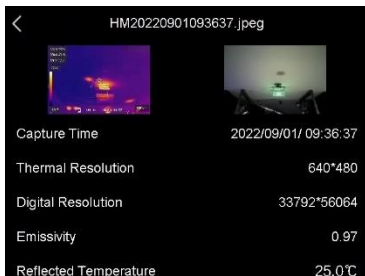 HM20220901093637.jpeg
Capture Time 2022/09/01/ 09:36:37
Thermal Resolution 640*480
Digital Resolution 33792*56064
Emissivity 0.97
Reflected Temperature 25.0℃